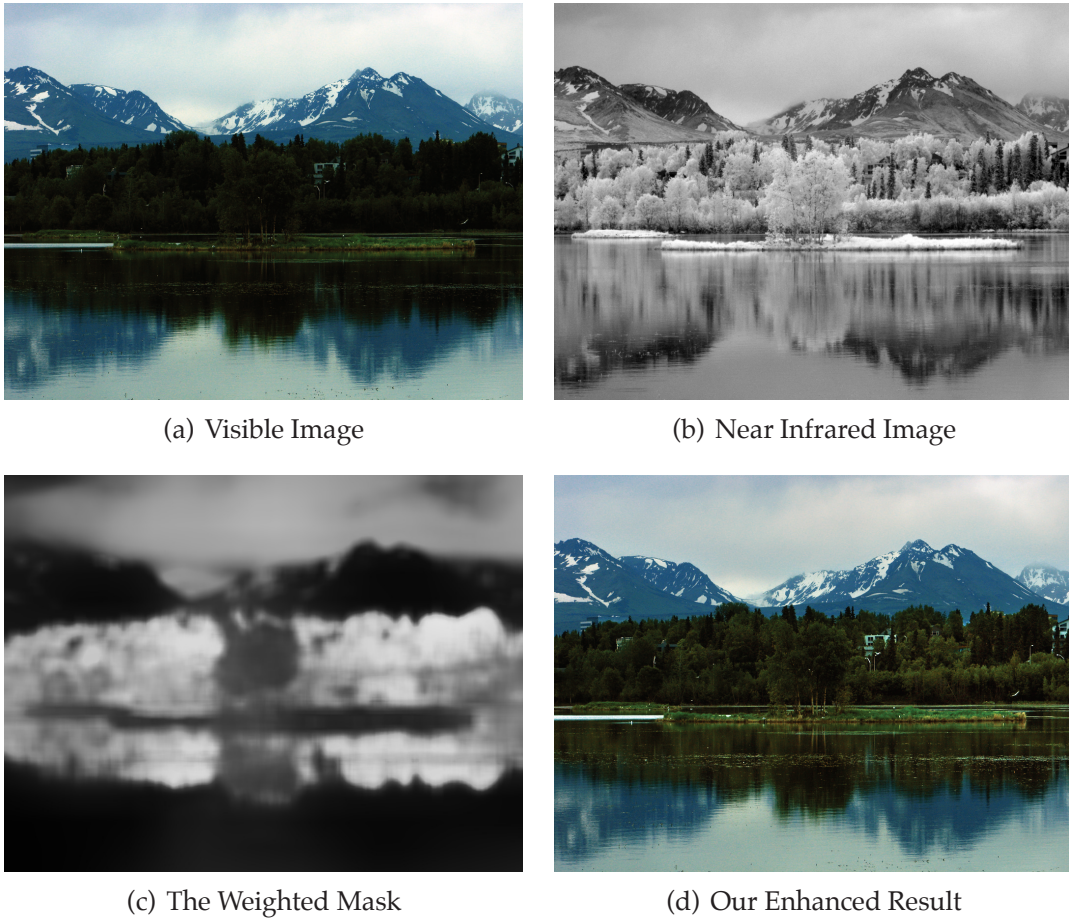 (a) Visible Image
(b) Near Infrared Image
(c) The Weighted Mask
(d) Our Enhanced Result